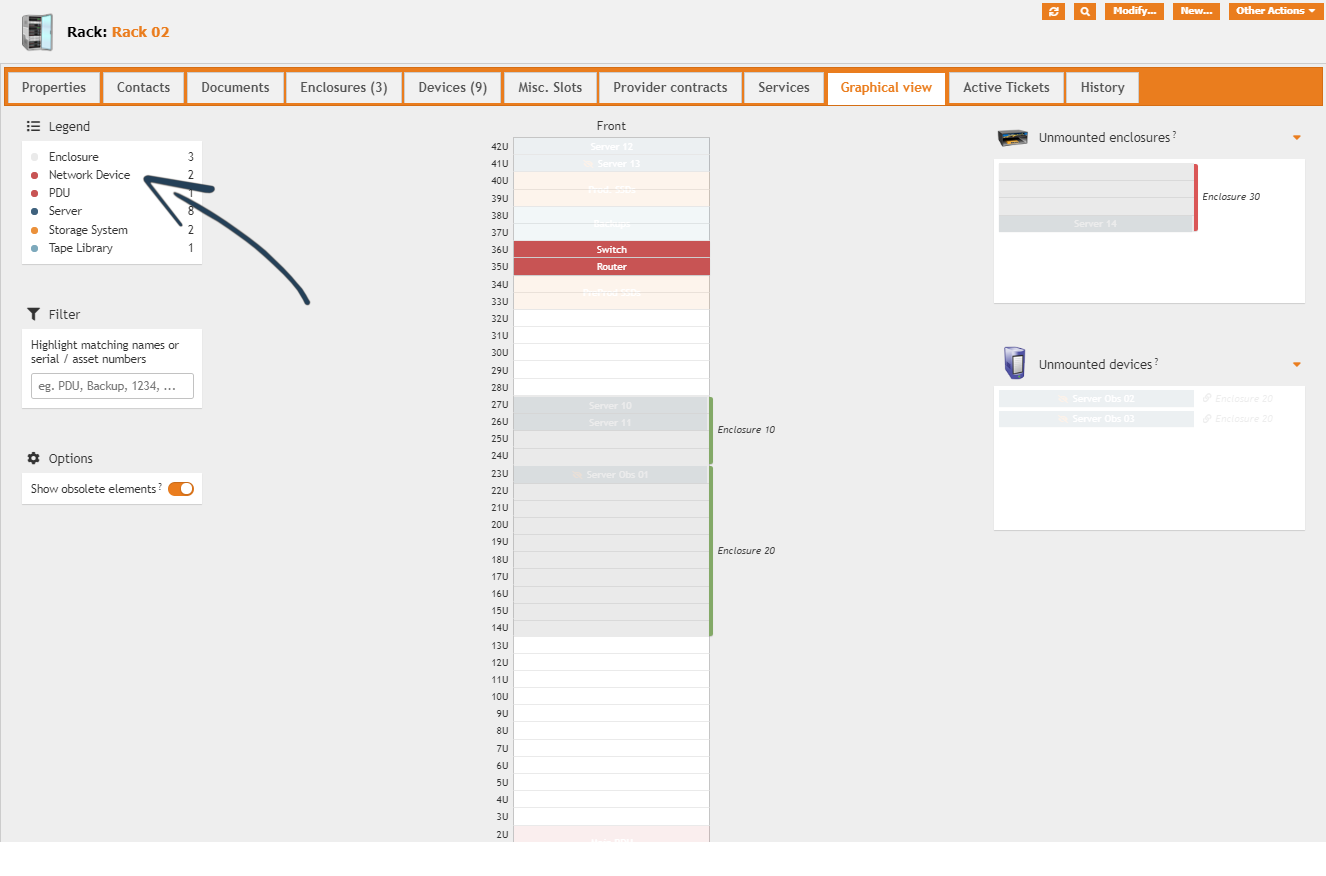 Modify...
New...
Other Actions
Rack: Rack 02
Properties
Contacts
Documents
Enclosures (3)
Devices (9)
Misc. Slots
Provider contracts
Services
Graphical view
Active Tickets
History
Legend
Enclosure 3
Network Device 2
PDU 1
Server 8
Storage System 2
Tape Library 1
Filter
Highlight matching names or
serial / asset numbers
eg. PDU, Backup, 1234, ...
Options
Show obsolete elements ?
Front
42U Server 12
41U Server 13
40U
39U
38U
37U
36U Switch
35U Router
34U
33U
32U
31U
30U
29U
28U
27U Server 10
26U Server 11
25U
Enclosure 10
24U
23U Server Obs 01
22U
21U
20U
19U
Enclosure 20
18U
17U
16U
15U
14U
13U
12U
11U
10U
9U
8U
7U
6U
5U
4U
3U
2U
Unmounted enclosures ?
Enclosure 30
Server 14
Unmounted devices ?
Server Obs 02 Enclosure 20
Server Obs 03 Enclosure 20